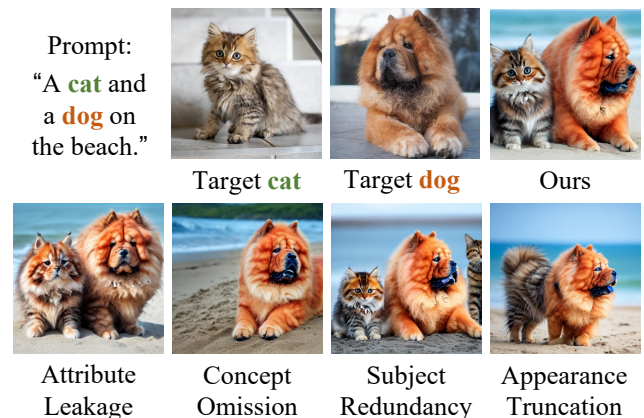 Prompt:
“A cat and
a dog on
the beach.”
Target cat
Target dog
Ours
Attribute
Leakage
Concept
Omission
Subject
Redundancy
Appearance
Truncation